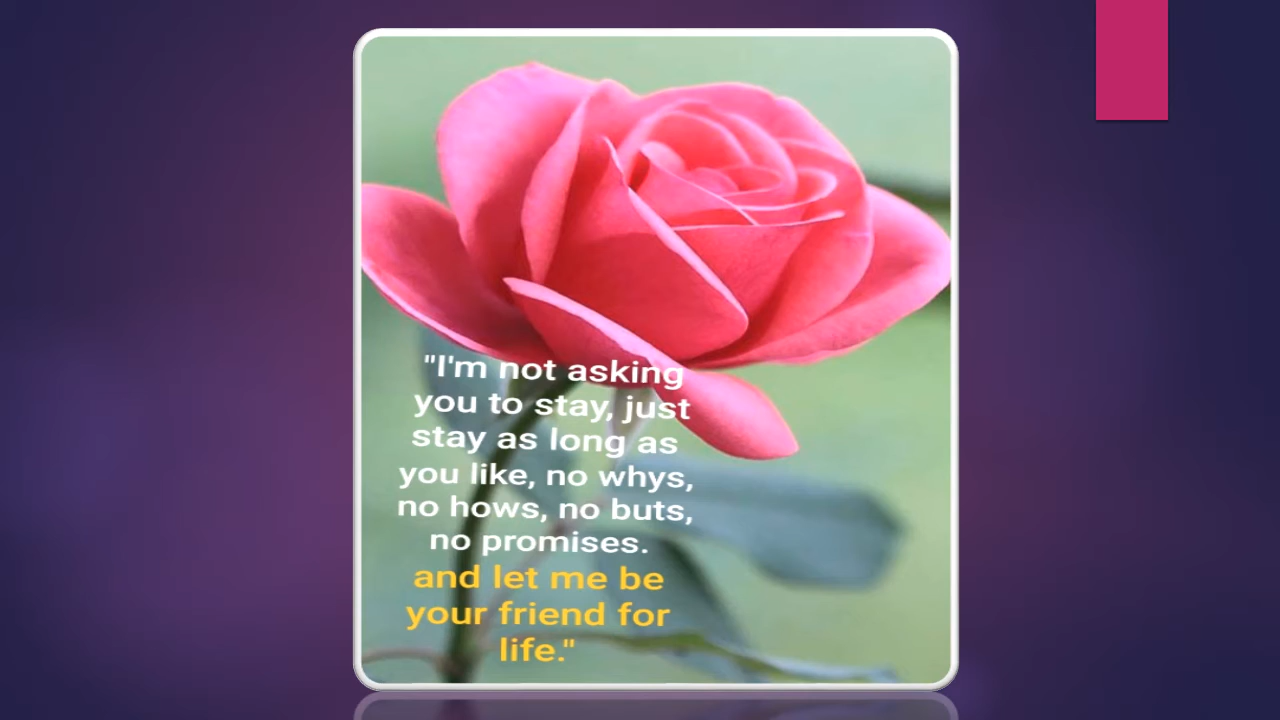 "I'm not asking
you to stay, just
stay as long as
you like, no whys,
no hows, no buts,
no promises.
and let me be
your friend for
life."